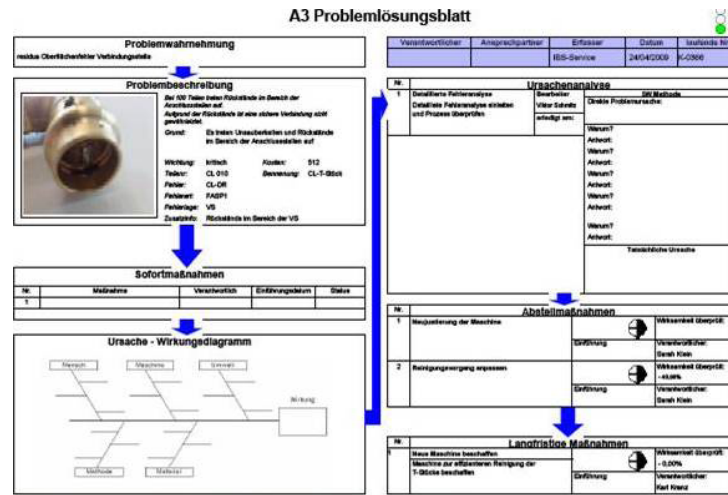 A3 Problemlösungsblatt
Verantwortlicher Ansprechpartner Erfasser Datum laufende Nr.
IBS-Service 24/04/2009 K-0366
Problemwahrnehmung
residus Oberflächenfehler Verbindungsstelle
Problembeschreibung
Bei 100 Teilen treten Rückstände im Bereich der
Anschlussstellen auf.
Aufgrund der Rückstände ist eine sichere Verbindung nicht
gewährleistet.
Grund: Es treten Unsauberkeiten und Rückstände
im Bereich der Anschlussstellen auf
Wichtung: kritisch Kosten: 512
Teilenr: CL 010 Benennung: CL-T-Stück
Fehler: CL-DR
Fehlerart: FASP1
Fehlerlage: VS
Zusatzinfo: Rückstände im Bereich der VS
Sofortmaßnahmen
Nr. Maßnahme Verantwortlich Einführungsdatum Status
1
Ursache - Wirkungsdiagramm
Mensch Maschine Umwelt
Wirkung
Methode Material
Nr. Ursachenanalyse
1 Detaillierte Fehleranalyse Bearbeiter 5W Methode
Detaillierte Fehleranalyse einleiten Viktor Schmitz Direkte Problemursache:
und Prozess überprüfen erledigt am:
Warum?
Antwort:
Warum?
Antwort:
Warum?
Antwort:
Warum?
Antwort:
Warum?
Antwort:
Tatsächliche Ursache
Nr. Abstellmaßnahmen
1 Neujustierung der Maschine Wirksamkeit überprüft:
Einführung Verantwortlicher:
Sarah Klein
2 Reinigungsvorgang anpassen Wirksamkeit überprüft:
Einführung Verantwortlicher:
Sarah Klein
Nr. Langfristige Maßnahmen
1 Neue Maschine beschaffen Wirksamkeit überprüft:
Maschine zur effizienteren Reinigung der - 0,00%
T-Stücke beschaffen Einführung Verantwortlicher:
Karl Kranz